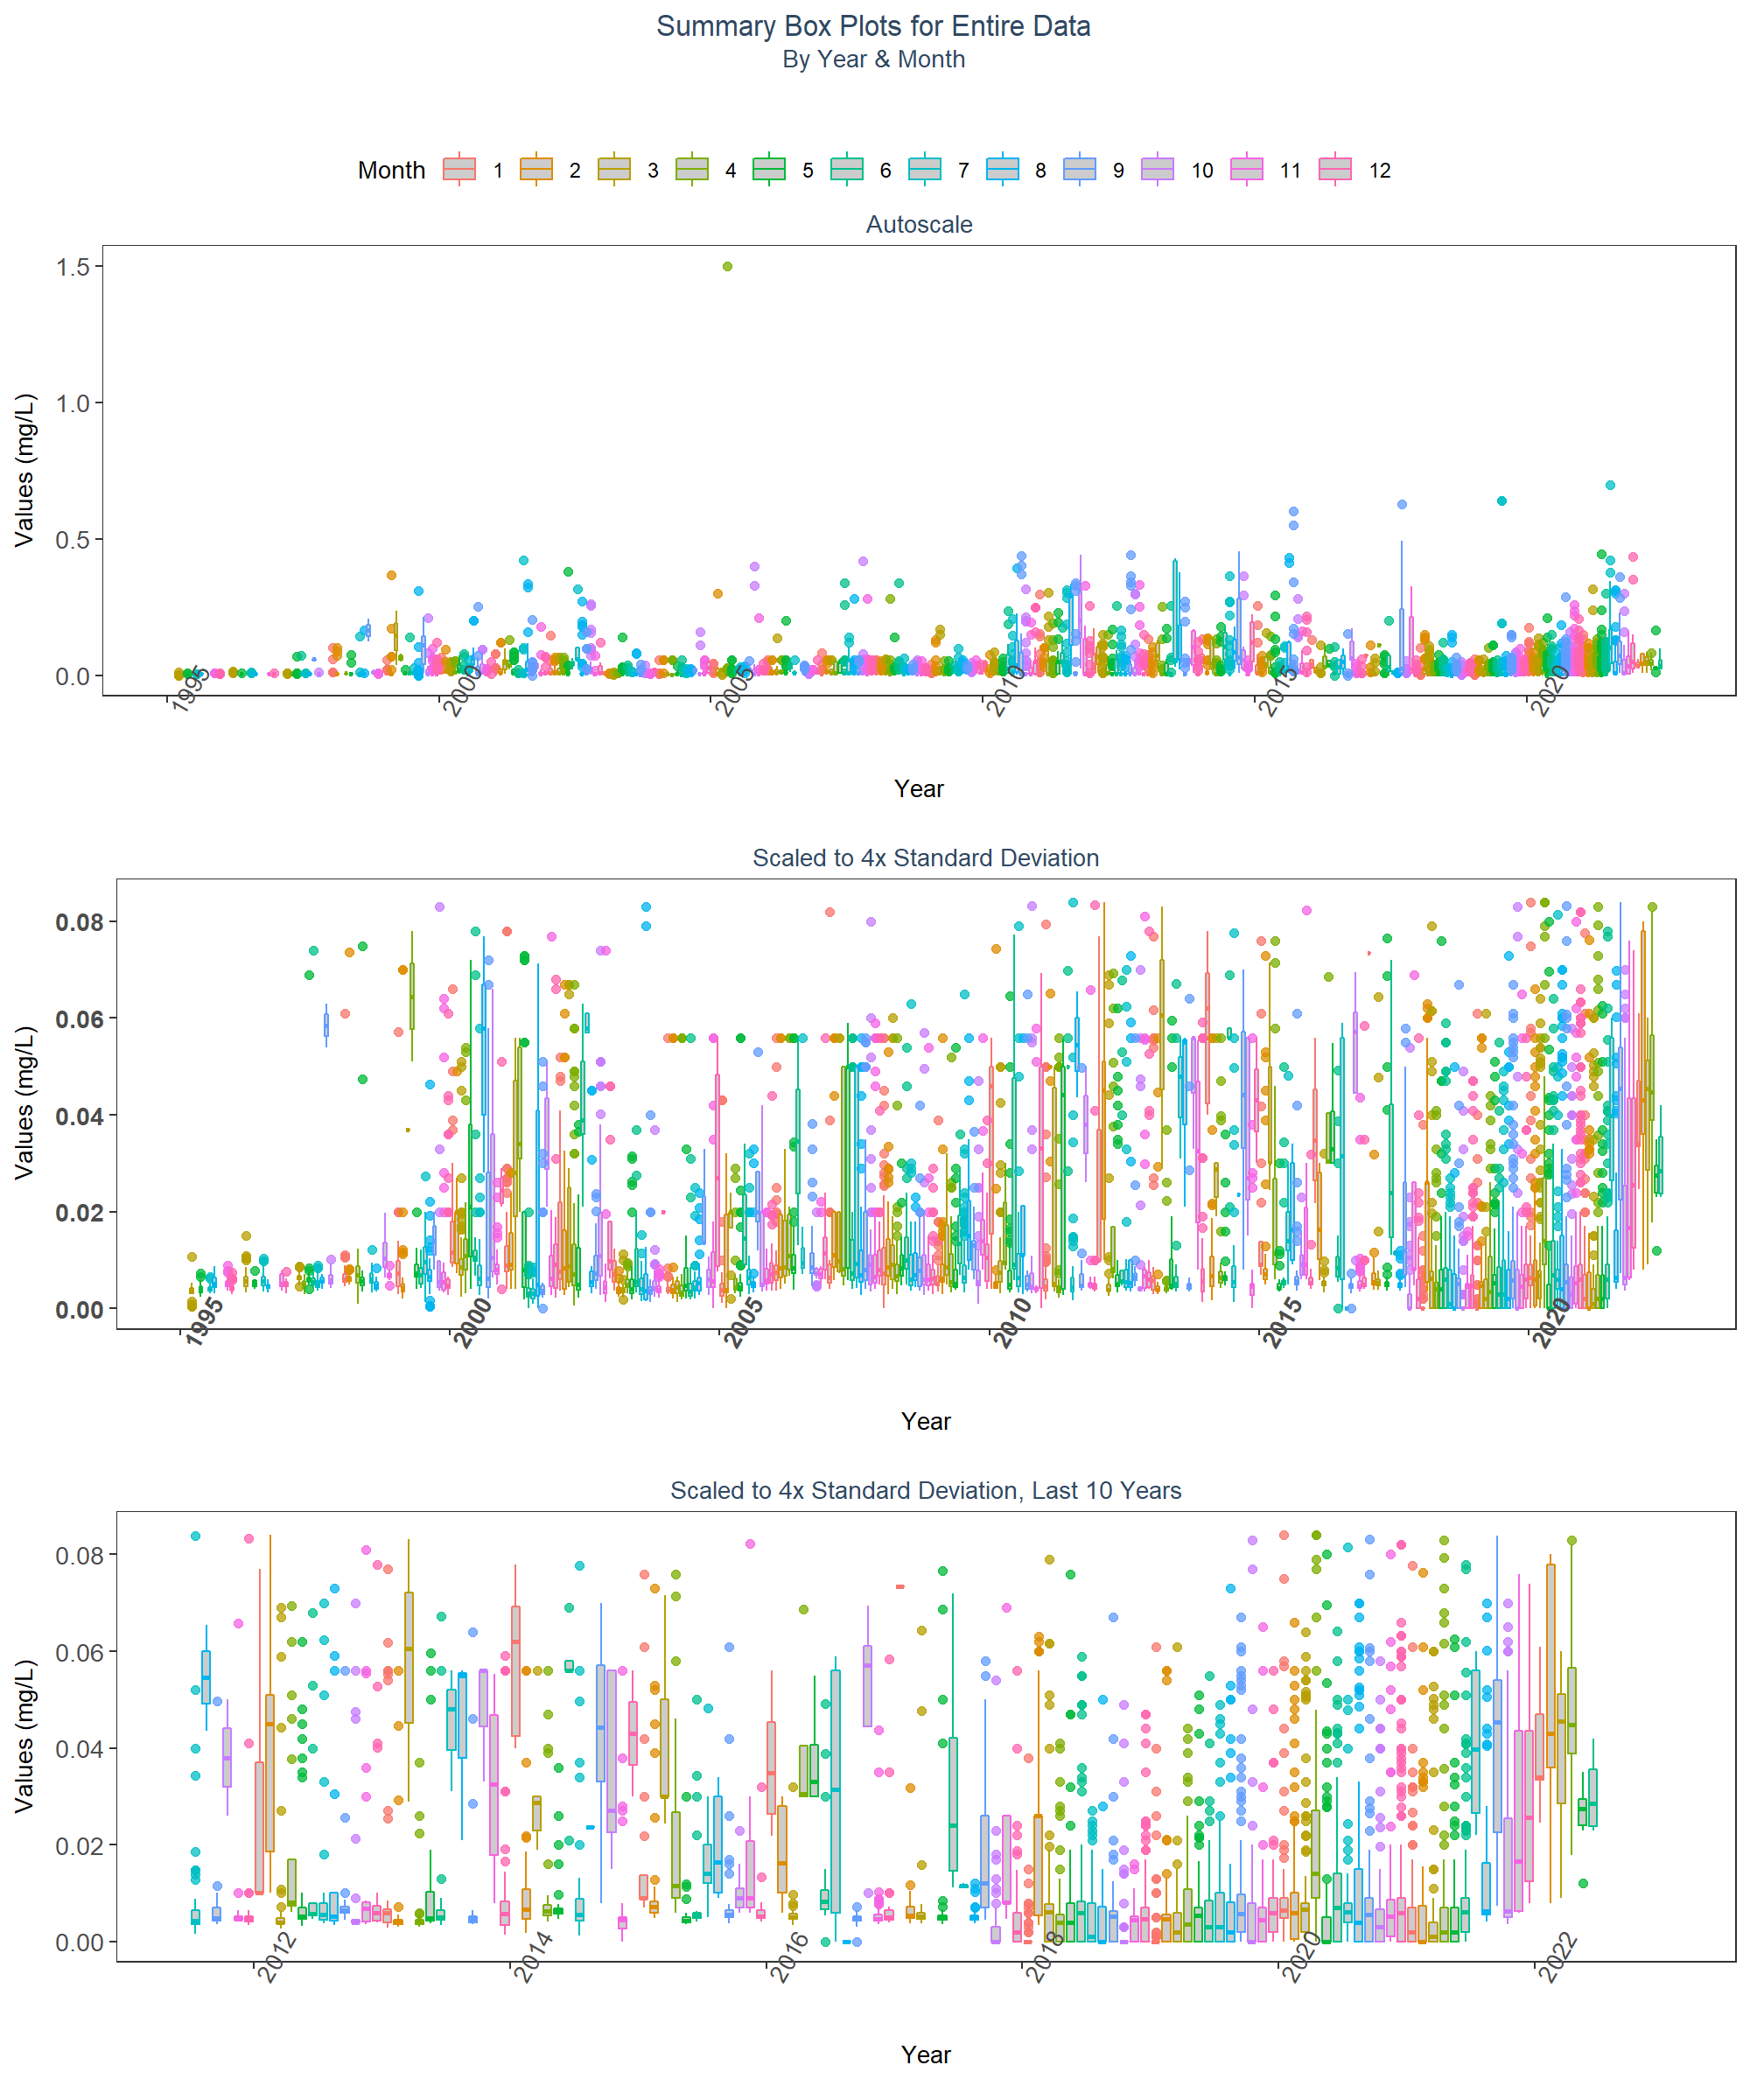 Summary Box Plots for Entire Data
By Year & Month
Month 1 2 3 4 5 6 7 8 9 10 11 12
Autoscale
Values (mg/L)
1.5
1.0
0.5
0.0
1995 2000 2005 2010 2015 2020
Year
Scaled to 4x Standard Deviation
Values (mg/L)
0.08
0.06
0.04
0.02
0.00
1995 2000 2005 2010 2015 2020
Year
Scaled to 4x Standard Deviation, Last 10 Years
Values (mg/L)
0.08
0.06
0.04
0.02
0.00
2012 2014 2016 2018 2020 2022
Year